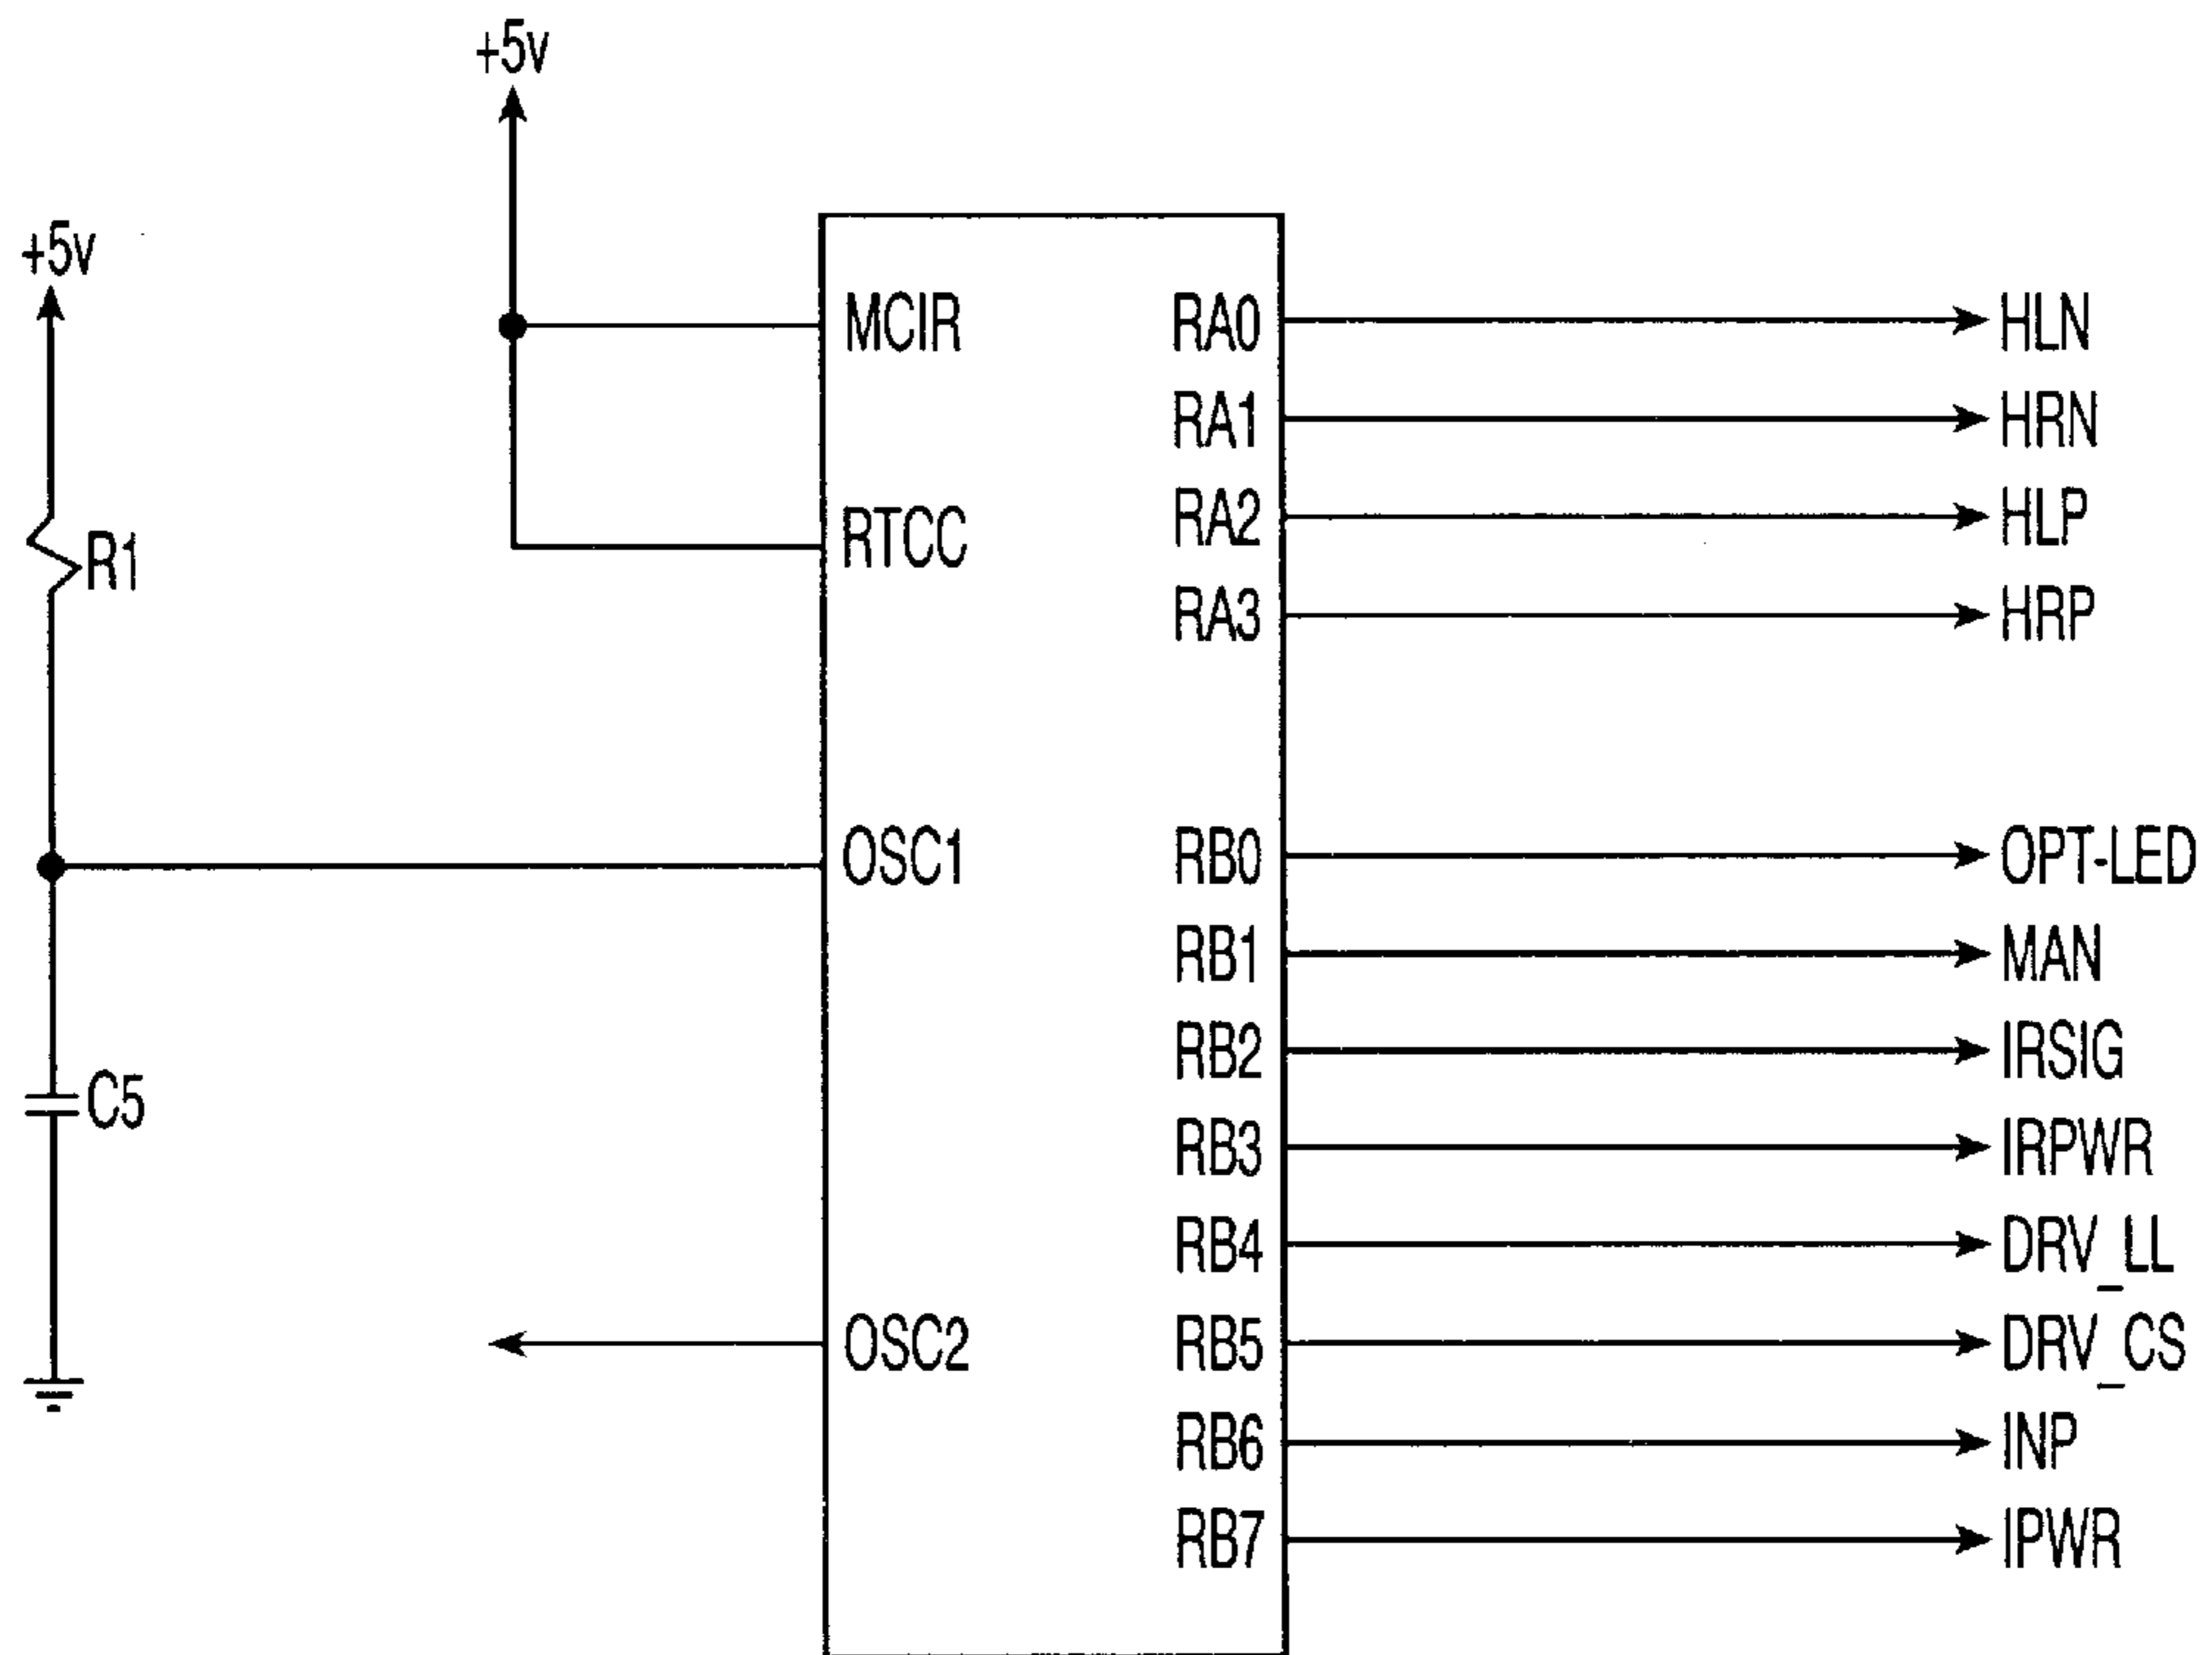 +5v
+5v
MCIR
RA0
HLN
RA1
HRN
RTCC
RA2
HLP
R1
RA3
HRP
OSC1
RB0
OPT-LED
RB1
MAN
C5
RB2
IRSIG
RB3
IRPWR
RB4
DRV_LL
OSC2
RB5
DRV_CS
RB6
INP
RB7
IPWR